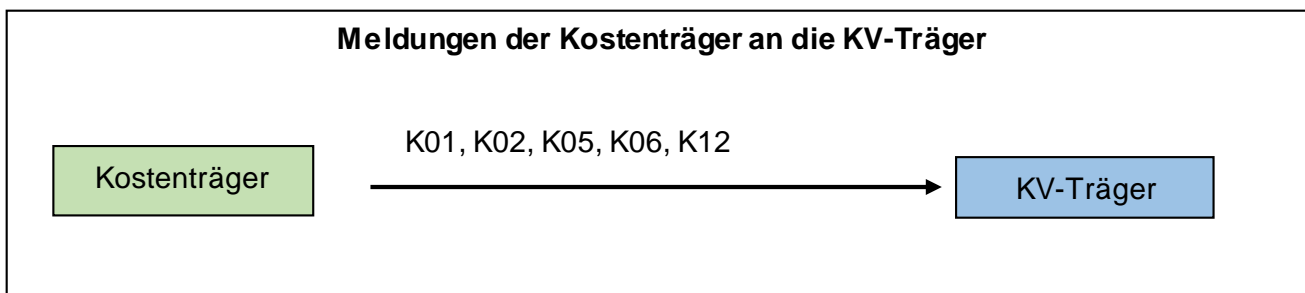 Meldungen der Kostenträger an die KV-Träger
K01, K02, K05, K06, K12
Kostenträger
KV-Träger